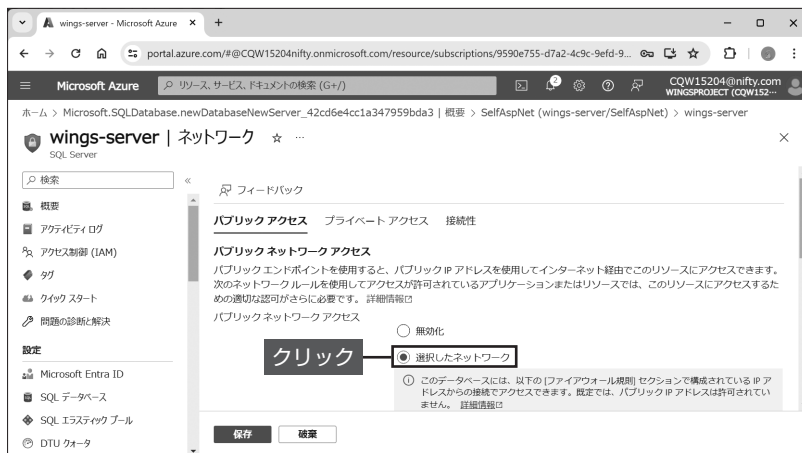 wings-server - Microsoft Azure
portal.azure.com/#@CQW15204nifty.onmicrosoft.com/resource/subscriptions/9590e755-d7a2-4c9c-9efd-9...
Microsoft Azure
リソース、サービス、ドキュメントの検索 (G+/)
2
CQW15204@nifty.com
WINGSPROJECT (CQW152…
ホーム > Microsoft.SQLDatabase.newDatabaseNewServer_42cd6e4cc1a347959bda3 | 概要 > SelfAspNet (wings-server/SelfAspNet) > wings-server
wings-server | ネットワーク ☆ …
SQL Server
検索
フィードバック
概要
アクティビティ ログ
アクセス制御 (IAM)
タグ
クイック スタート
問題の診断と解決
設定
Microsoft Entra ID
SQL データベース
SQL エラスティック プール
DTU クォータ
パブリック アクセス プライベート アクセス 接続性
パブリック ネットワーク アクセス
パブリック エンドポイントを使用すると、パブリック IP アドレスを使用してインターネット経由でこのリソースにアクセスできます。
次のネットワーク ルールを使用してアクセスが許可されているアプリケーションまたはリソースでは、このリソースにアクセスするた
めの適切な認可がさらに必要です。 詳細情報
パブリック ネットワーク アクセス
無効化
クリック
選択したネットワーク
このデータベースには、以下の [ファイアウォール規則] セクションで構成されている IP ア
ドレスからの接続でアクセスできます。既定では、パブリック IP アドレスは許可されてい
ません。 詳細情報
保存 破棄